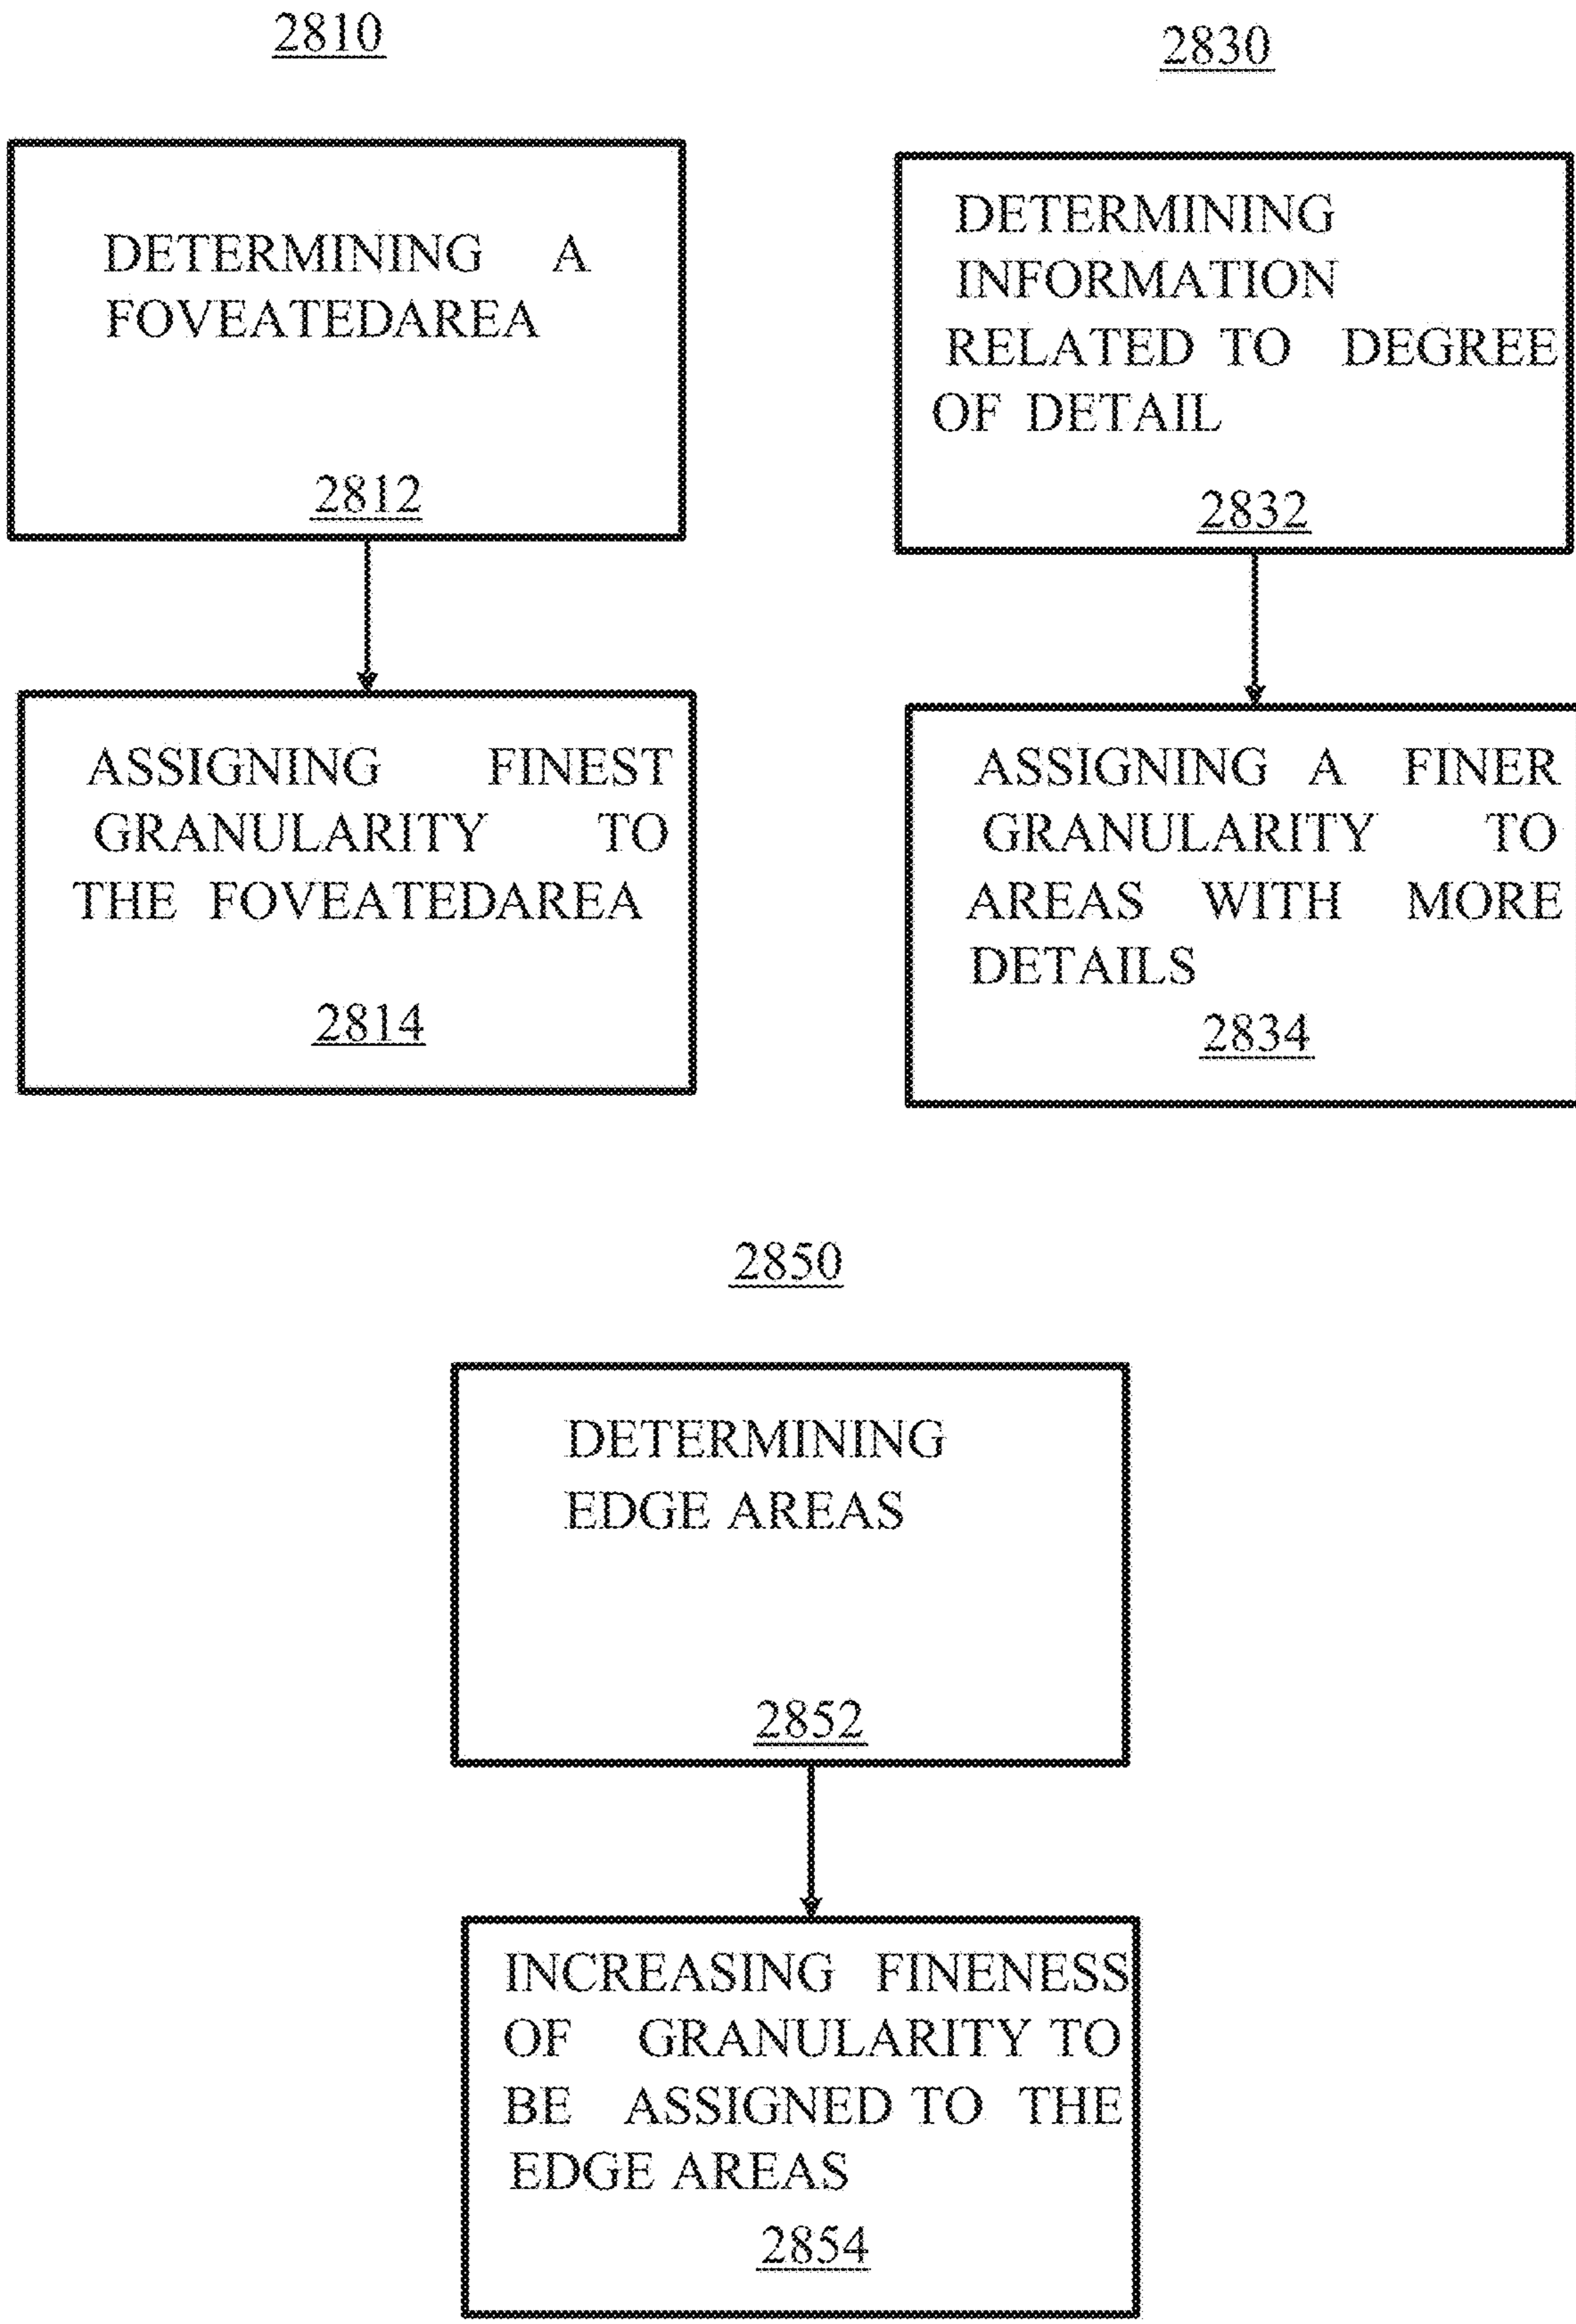 2810
DETERMINING A
FOVEATEDAREA
2812
ASSIGNING FINEST
GRANULARITY TO
THE FOVEATEDAREA
2814
2830
DETERMINING
INFORMATION
RELATED TO DEGREE
OF DETAIL
2832
ASSIGNING A FINER
GRANULARITY TO
AREAS WITH MORE
DETAILS
2834
2850
DETERMINING
EDGE AREAS
2852
INCREASING FINENESS
OF GRANULARITY TO
BE ASSIGNED TO THE
EDGE AREAS
2854